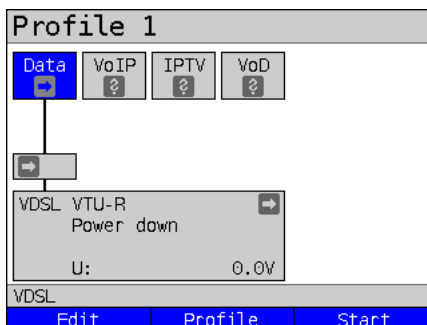 Profile 1
Data VoIP IPTV VoD
VDSL VTU-R
Power down
U: 0.0V
VDSL
Edit Profile Start